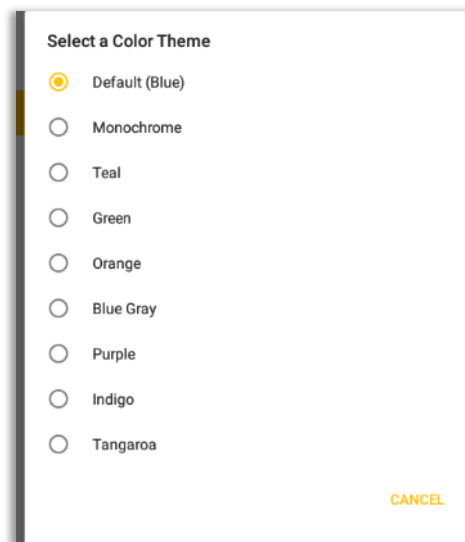 Select a Color Theme
Default (Blue)
Monochrome
Teal
Green
Orange
Blue Gray
Purple
Indigo
Tangaroa
CANCEL